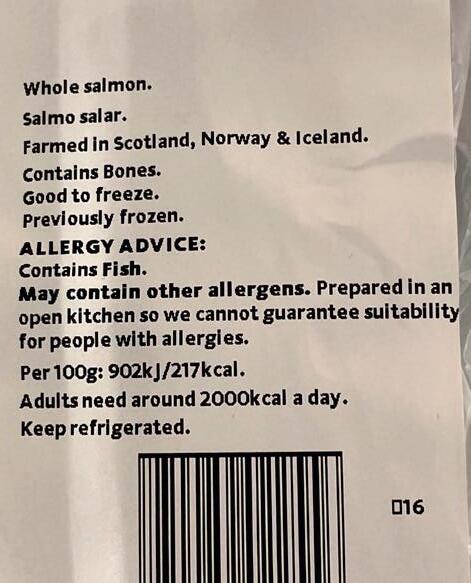 Whole salmon.
Salmo salar.
Farmed in Scotland, Norway & Iceland.
Contains Bones.
Good to freeze.
Previously frozen.
ALLERGY ADVICE:
Contains Fish.
May contain other allergens. Prepared in an
open kitchen so we cannot guarantee suitability
for people with allergies.
Per 100g: 902kJ/217kcal.
Adults need around 2000kcal a day.
Keep refrigerated.
▯16